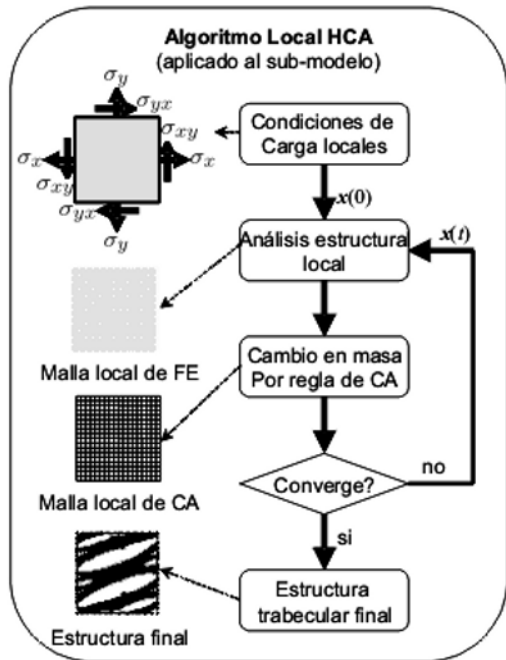 Algoritmo Local HCA
(aplicado al sub-modelo)
σy
σyx
σxy
σx
σx
σxy
σyx
σy
Condiciones de
Carga locales
x(0)
x(t)
Análisis estructura
local
Malla local de FE
Cambio en masa
Por regla de CA
Malla local de CA
Converge?
no
si
Estructura
trabecular final
Estructura final